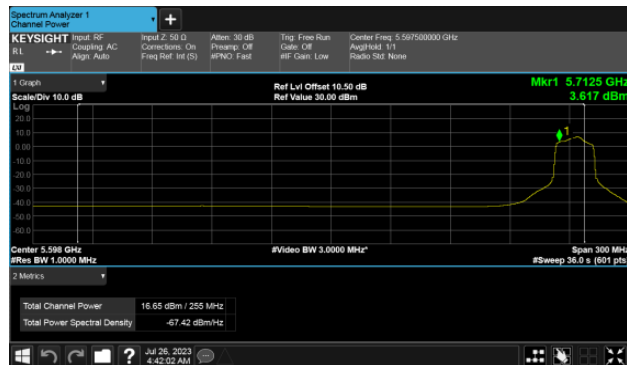 Spectrum Analyzer 1
Channel Power
+
KEYSIGHT Input: RF Input Z: 50 Ω Atten: 30 dB Trig: Free Run Center Freq: 5.597500000 GHz
RL Coupling: AC Corrections: On Preamp: Off Gate: Off Avg|Hold: 1/1
Align: Auto Freq Ref: Int (S) #PNO: Fast #IF Gain: Low Radio Std: None
LXI
1 Graph Ref Lvl Offset 10.50 dB Mkr1 5.7125 GHz
Scale/Div 10.0 dB Ref Value 30.00 dBm 3.617 dBm
Log
20.0
10.0
0.00
-10.0
-20.0
-30.0
-40.0
-50.0
-60.0
1
Center 5.598 GHz #Video BW 3.0000 MHz* Span 300 MHz
#Res BW 1.0000 MHz #Sweep 36.0 s (601 pts)
2 Metrics
Total Channel Power 16.65 dBm / 255 MHz
Total Power Spectral Density -67.42 dBm/Hz
? Jul 26, 2023
4:42:02 AM